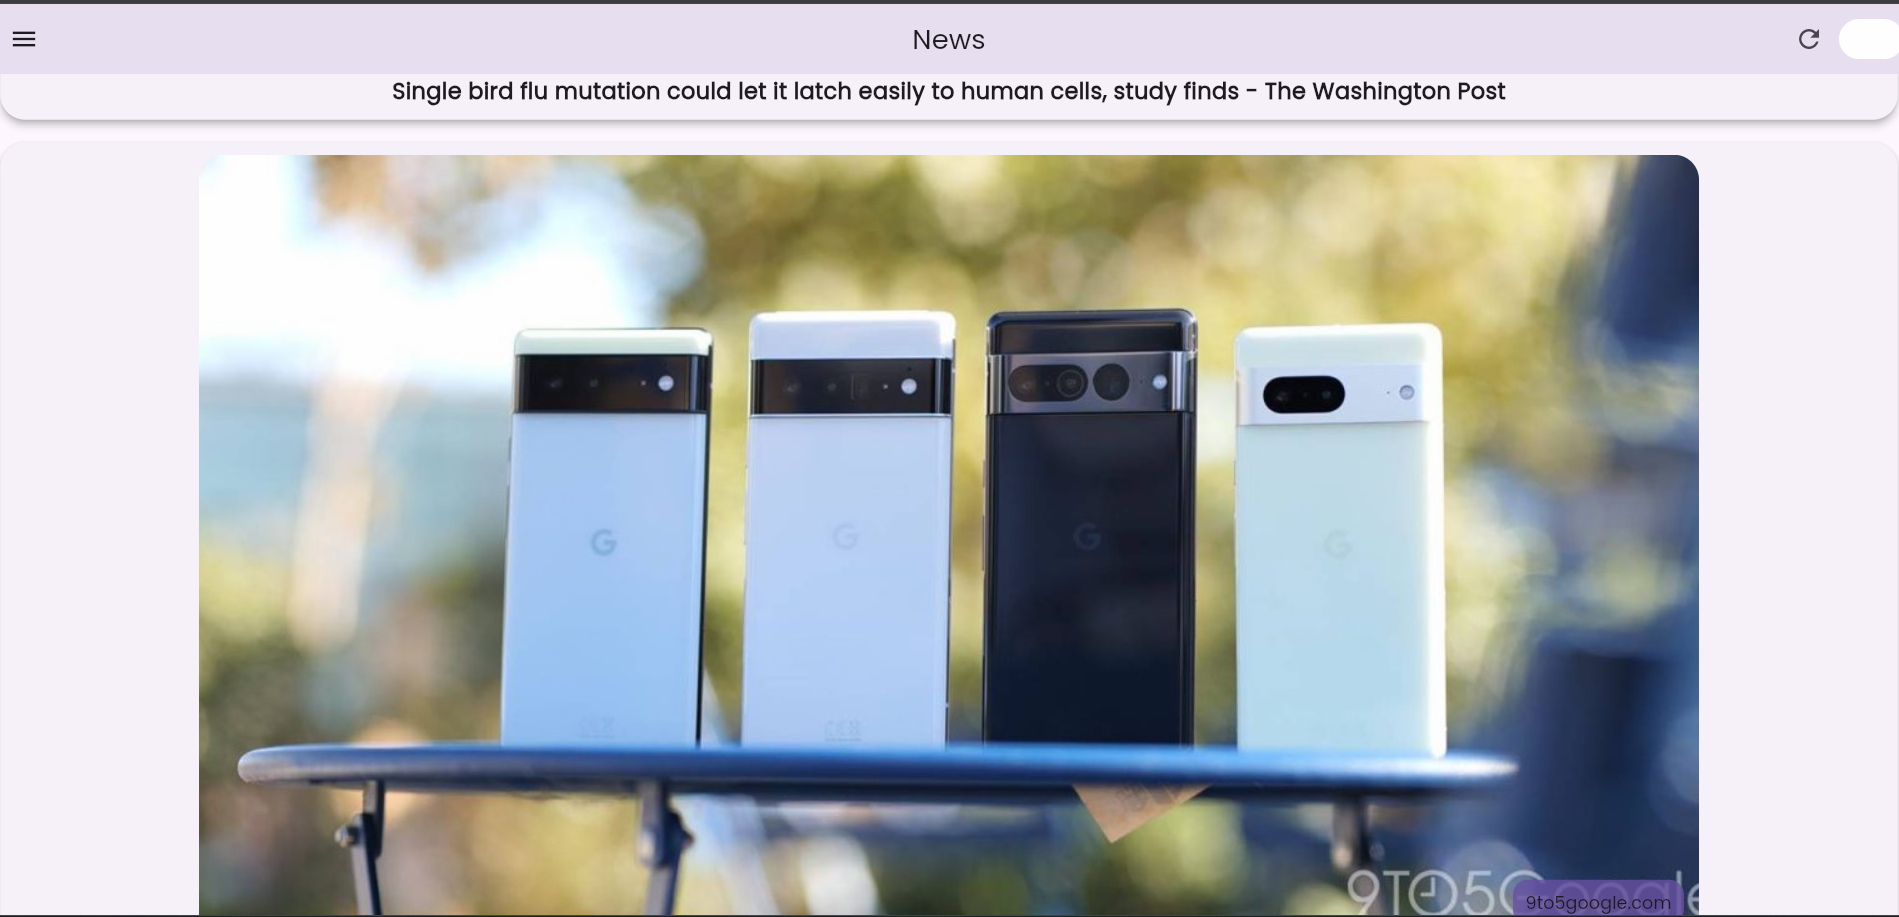 News
Single bird flu mutation could let it latch easily to human cells, study finds - The Washington Post
G
G
G
G
9TO5Google
9to5google.com